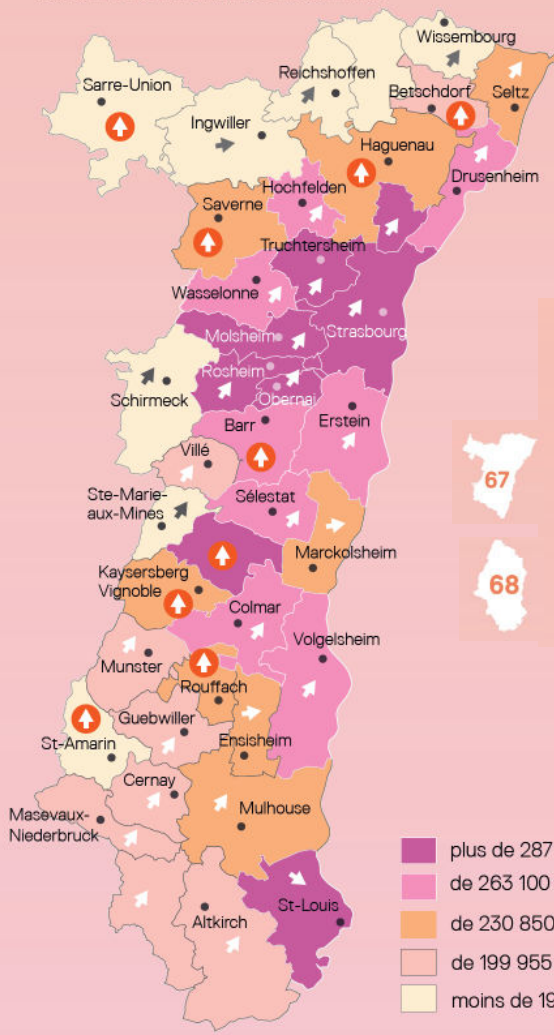 Wissembourg
Sarre-Union
Reichshoffen
Betschdorf
Seltz
Ingwiller
Haguenau
Hochfelden
Drusenheim
Saverne
Truchtersheim
Wasselonne
Molsheim
Strasbourg
Rosheim
Obernai
Schirmeck
Barr
Erstein
Villé
Ste-Marie-
aux-Mines
Sélestat
67
Marckolsheim
Kaysersberg
Vignoble
68
Colmar
Volgelsheim
Munster
Rouffach
Guebwiller
Ensisheim
St-Amarin
Cernay
Masevaux-
Niederbruck
Mulhouse
plus de 287
de 263 100
St-Louis
Altkirch
de 230 850
de 199 955
moins de 19